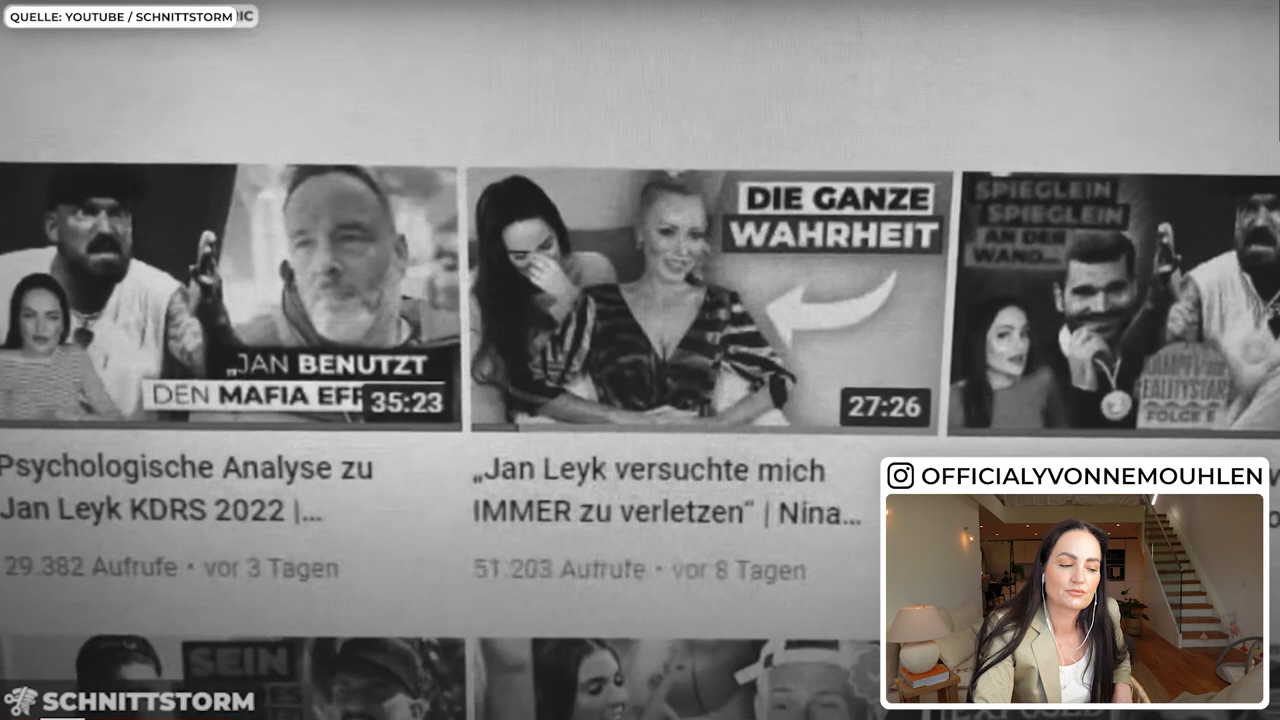 QUELLE: YOUTUBE / SCHNITTSTORM
DIE GANZE
WAHRHEIT
SPIEGLEIN
SPIEGLEIN
AN DER
WAND...
„JAN BENUTZT
DEN MAFIA EFF
35:23
27:26
FOLGE
Psychologische Analyse zu
Jan Leyk KDRS 2022 |...
29.382 Aufrufe • vor 3 Tagen
„Jan Leyk versuchte mich
IMMER zu verletzen“ | Nina...
51.203 Aufrufe • vor 8 Tagen
OFFICIALYVONNEMOUHLEN
SEIN
SCHNITTSTORM